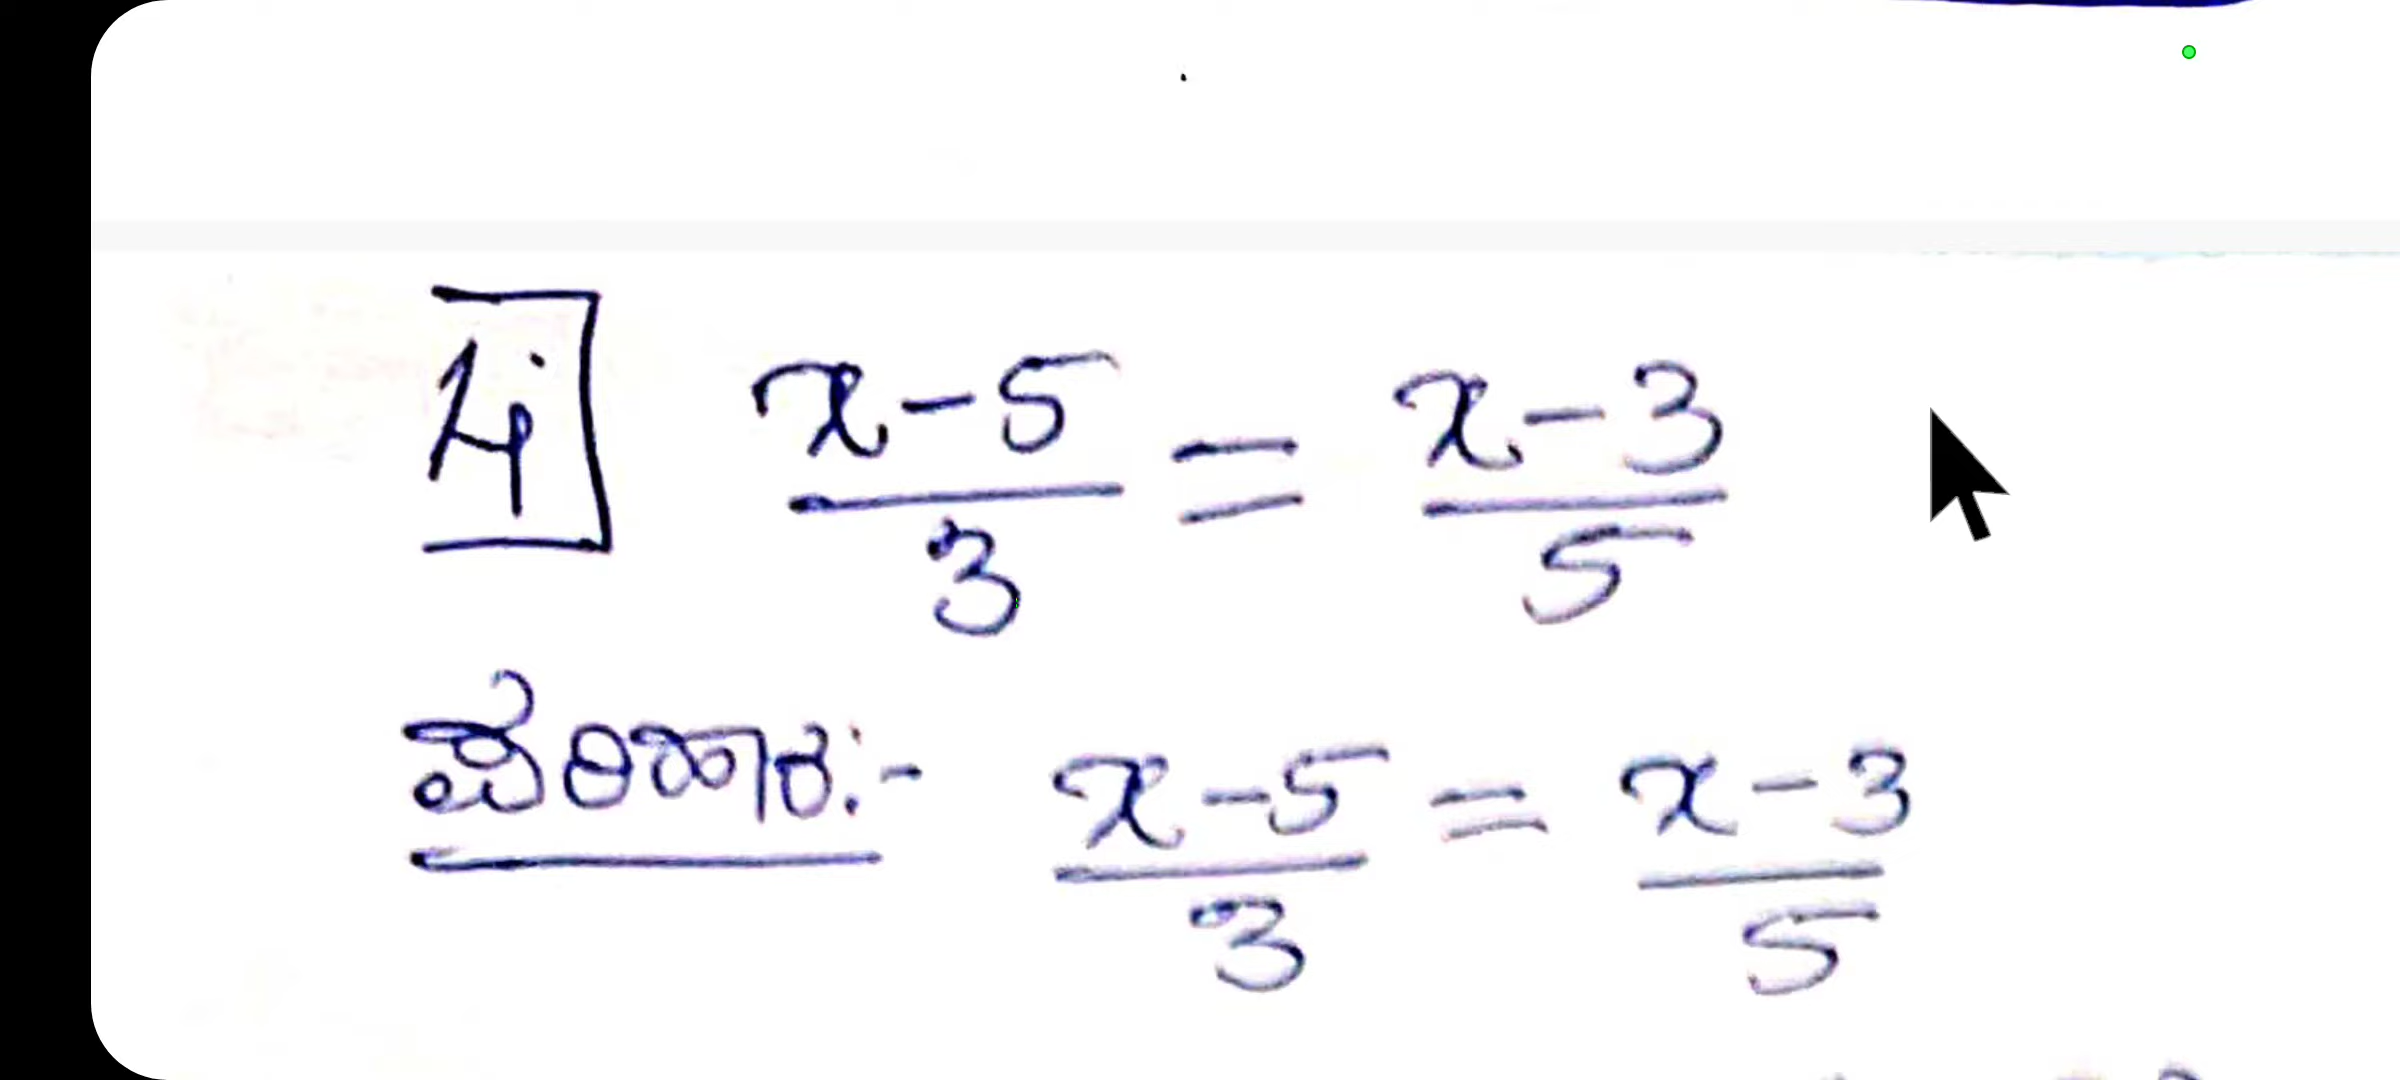 4] x-5/3 = x-3/5
ಪರಿಹಾರ:- x-5/3 = x-3/5